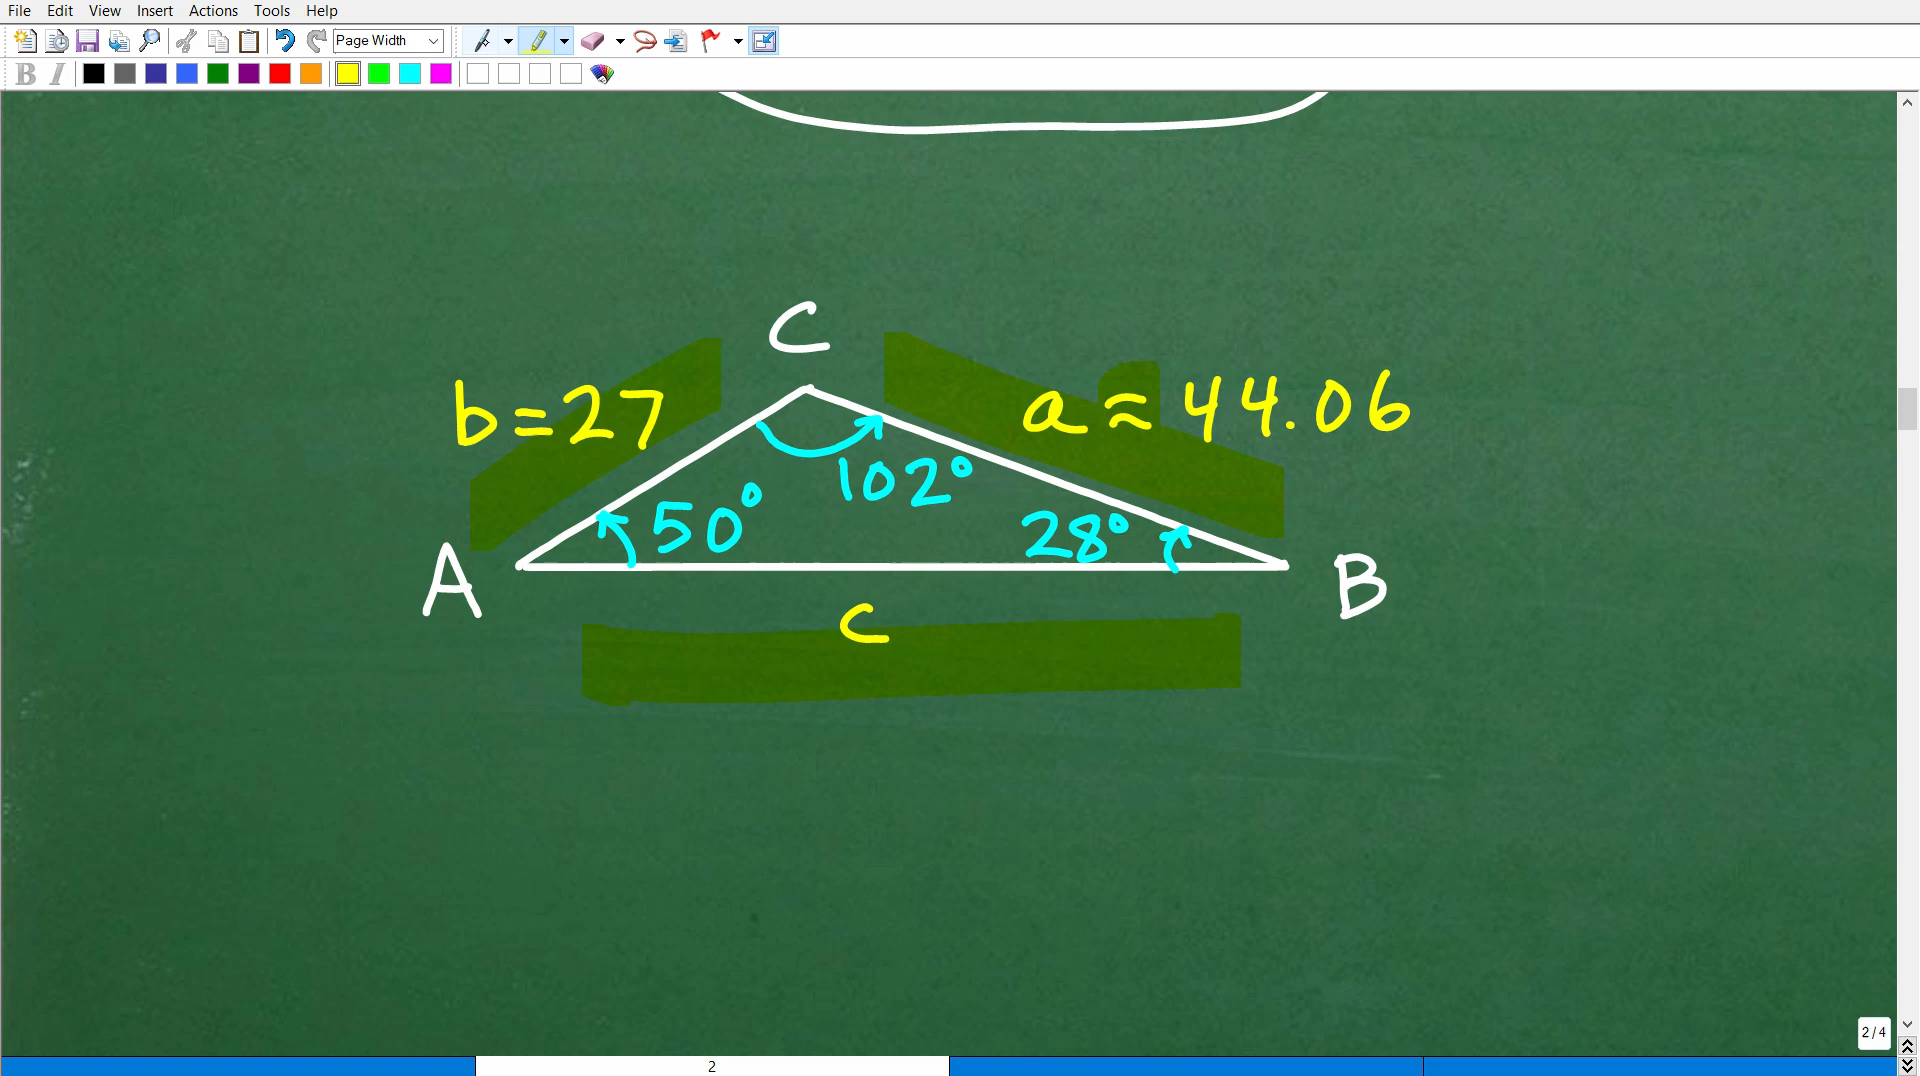 File Edit View Insert Actions Tools Help
Page Width
B I
C
b = 27
a ≈ 44.06
102°
50°
28°
A
B
c
2 / 4
2